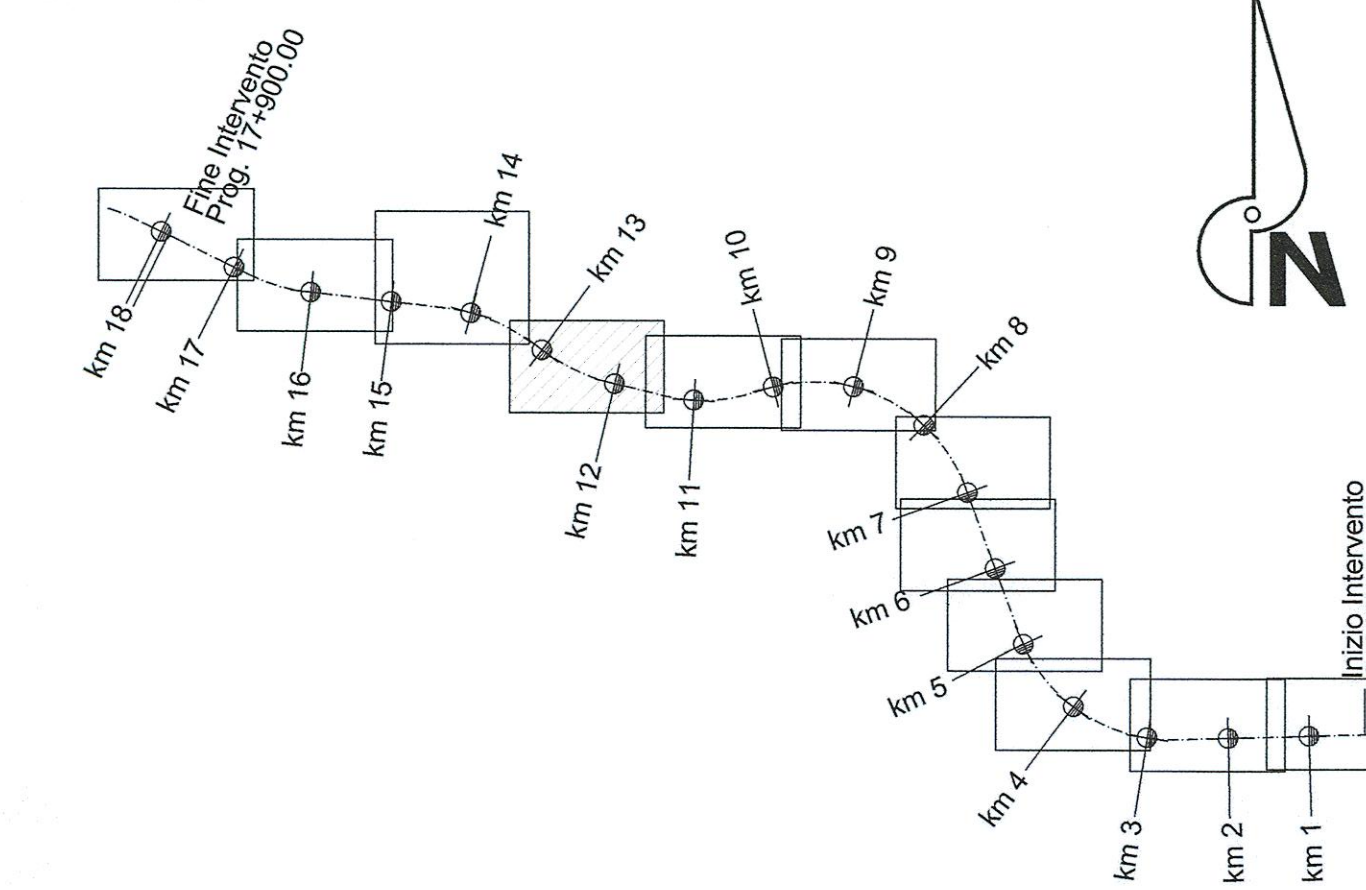 Fine Intervento
Prog. 17+900.00
km 18
km 17
km 16
km 15
km 14
km 13
km 12
km 11
km 10
km 9
km 8
km 7
km 6
km 5
km 4
km 3
km 2
km 1
Inizio Intervento
N